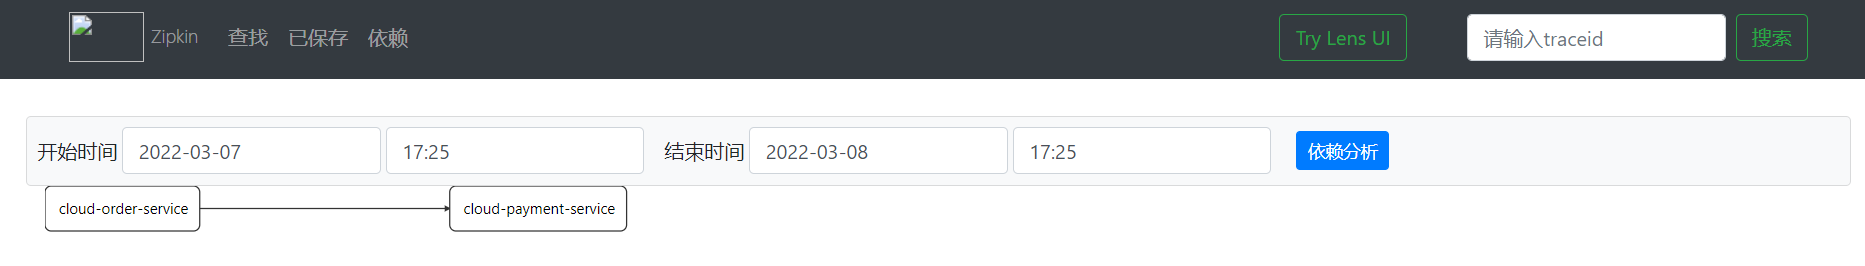 Zipkin 查找 已保存 依赖 Try Lens UI 请输入traceid 搜索
开始时间 2022-03-07 17:25 结束时间 2022-03-08 17:25 依赖分析
cloud-order-service cloud-payment-service